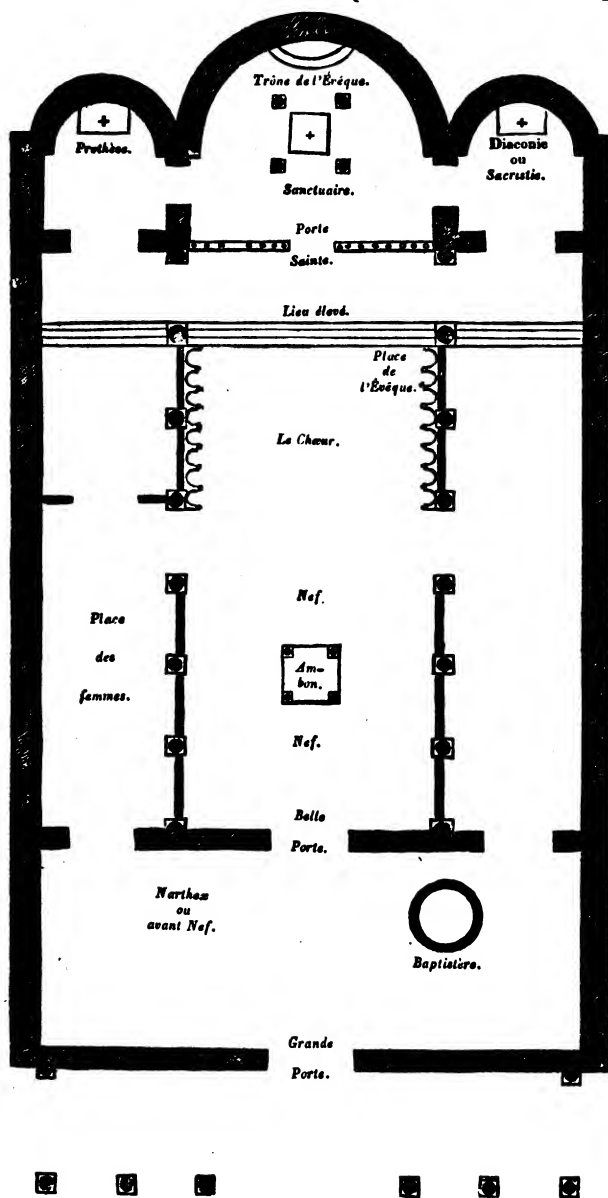 Trône de l'Évêque.
Prothèse.
Diaconie
ou
Sacristie.
Sanctuaire.
Porte
Sainte.
Lieu élevé.
Place
de
l'Évêque.
Le Chœur.
Nef.
Place
des
femmes.
Am-
bon.
Nef.
Belle
Porte.
Narthex
ou
avant Nef.
Baptistère.
Grande
Porte.